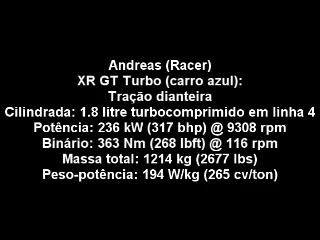 Andreas (Racer)
XR GT Turbo (carro azul):
Tração dianteira
Cilindrada: 1.8 litre turbocomprimido em linha 4
Potência: 236 kW (317 bhp) @ 9308 rpm
Binário: 363 Nm (268 lbft) @ 116 rpm
Massa total: 1214 kg (2677 lbs)
Peso-potência: 194 W/kg (265 cv/ton)